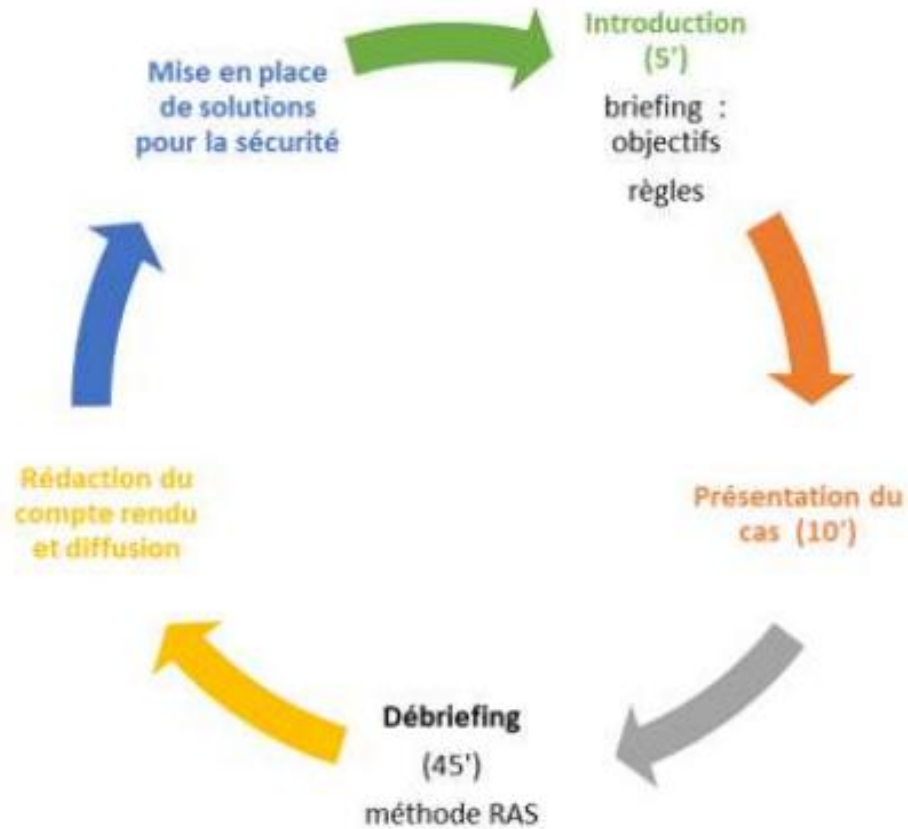 Introduction
(5')
briefing :
objectifs
règles
Présentation du
cas (10')
Débriefing
(45')
méthode RAS
Rédaction du
compte rendu
et diffusion
Mise en place
de solutions
pour la sécurité